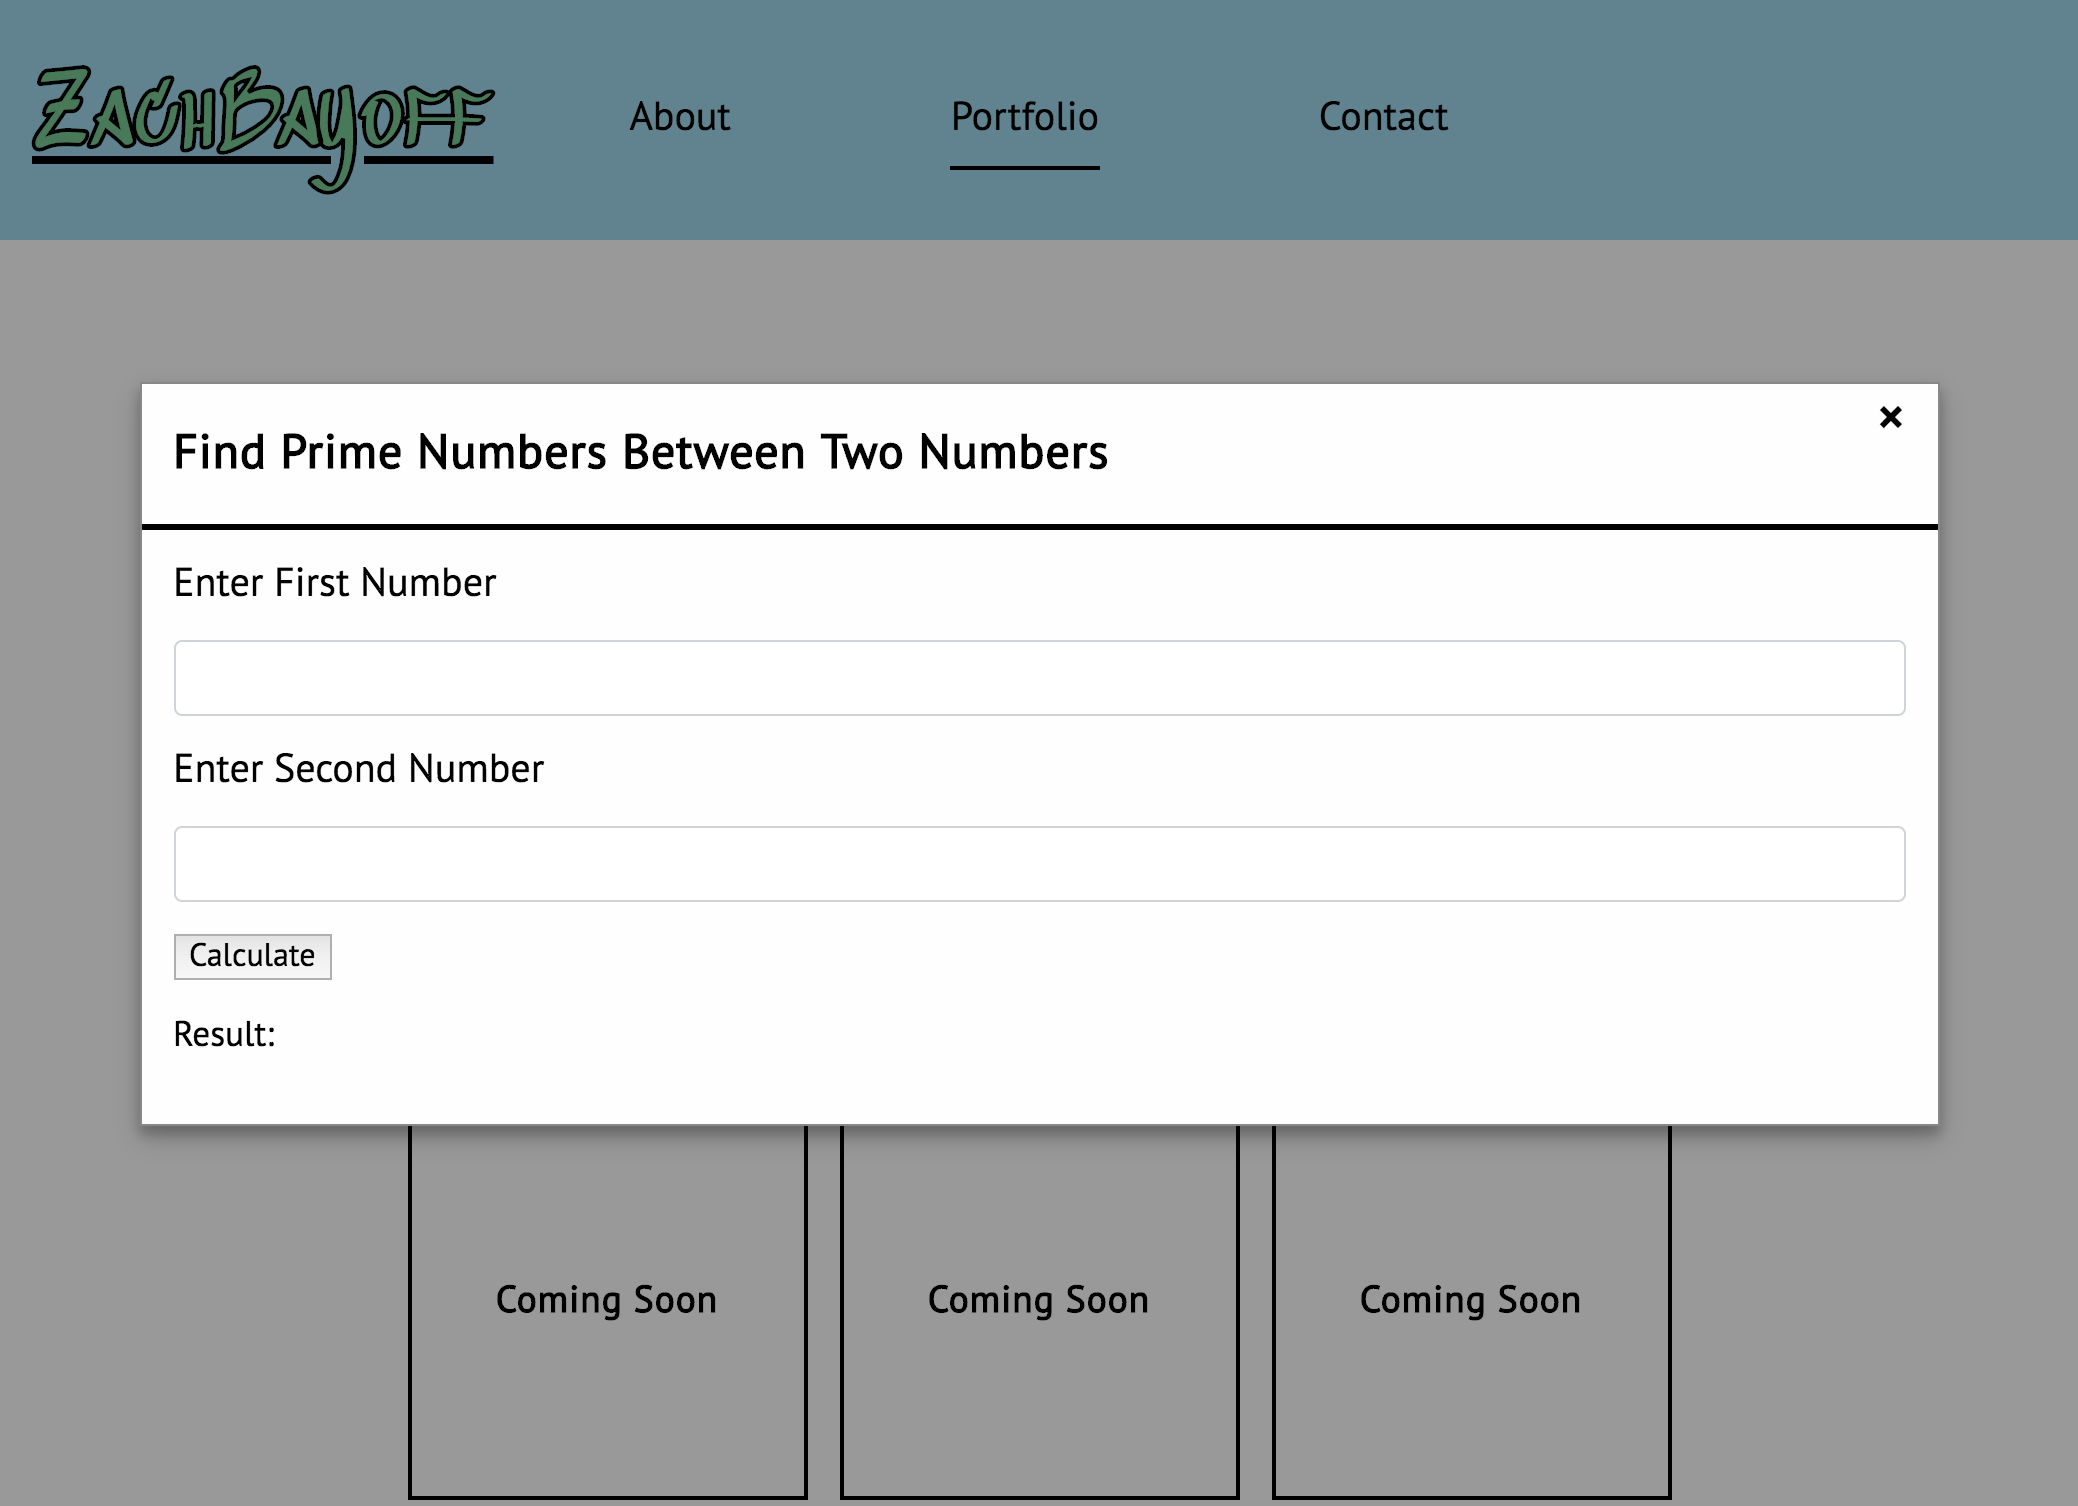 ZachBayoff
About
Portfolio
Contact
Find Prime Numbers Between Two Numbers
×
Enter First Number
Enter Second Number
Calculate
Result:
Coming Soon
Coming Soon
Coming Soon